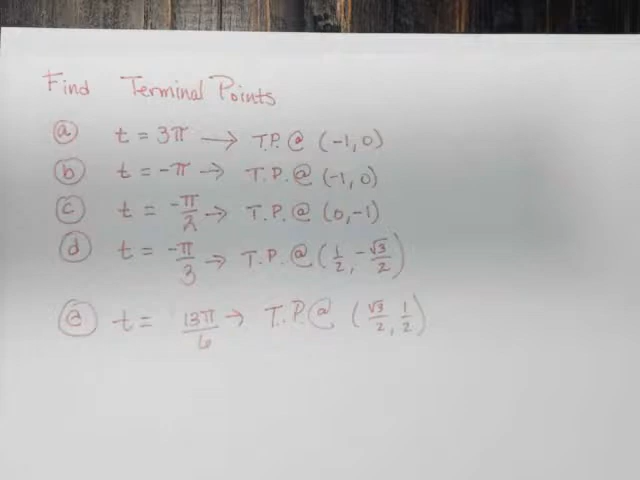 Find Terminal Points
ⓐ t = 3π → T.P. @ (-1, 0)
ⓑ t = -π → T.P. @ (-1, 0)
ⓒ t = -π/2 → T.P. @ (0, -1)
ⓓ t = -π/3 → T.P. @ (1/2, -√3/2)
ⓔ t = 13π/6 → T.P. @ (√3/2, 1/2)